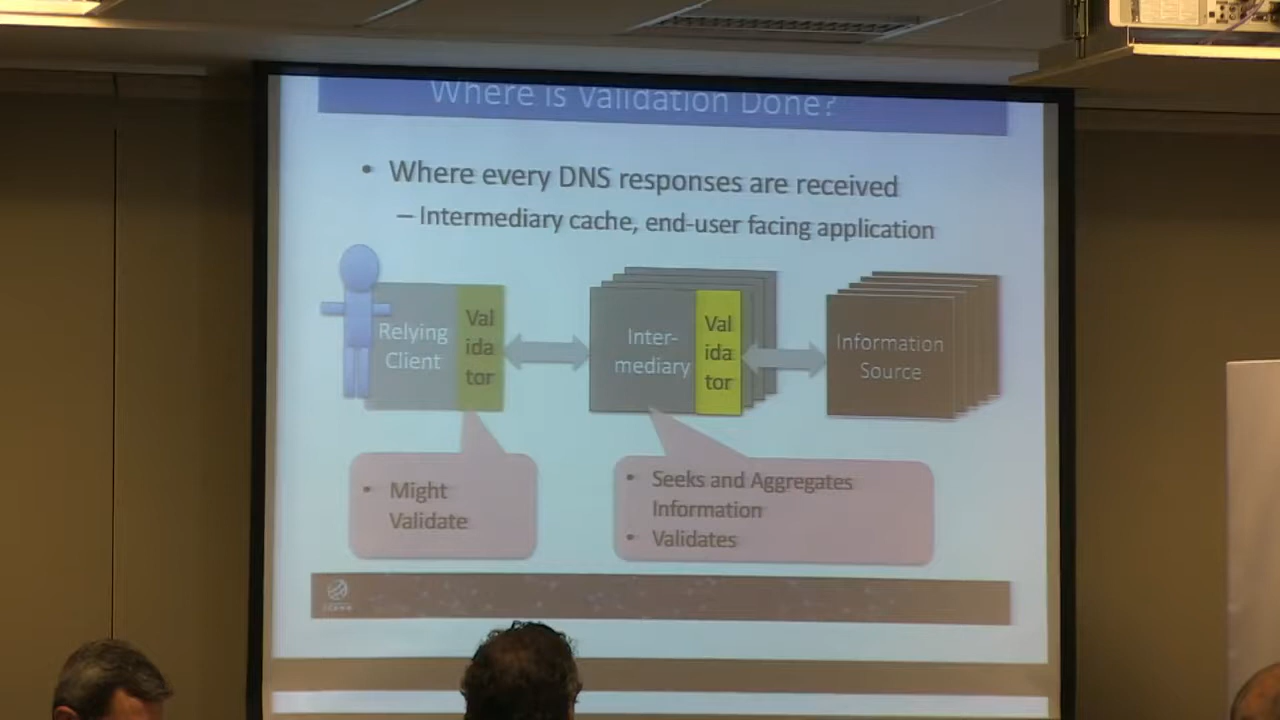 Where is Validation Done?
• Where every DNS responses are received
– Intermediary cache, end-user facing application
Relying
Client
Val
ida
tor
Inter-
mediary
Val
ida
tor
Information
Source
• Might
Validate
• Seeks and Aggregates
Information
• Validates